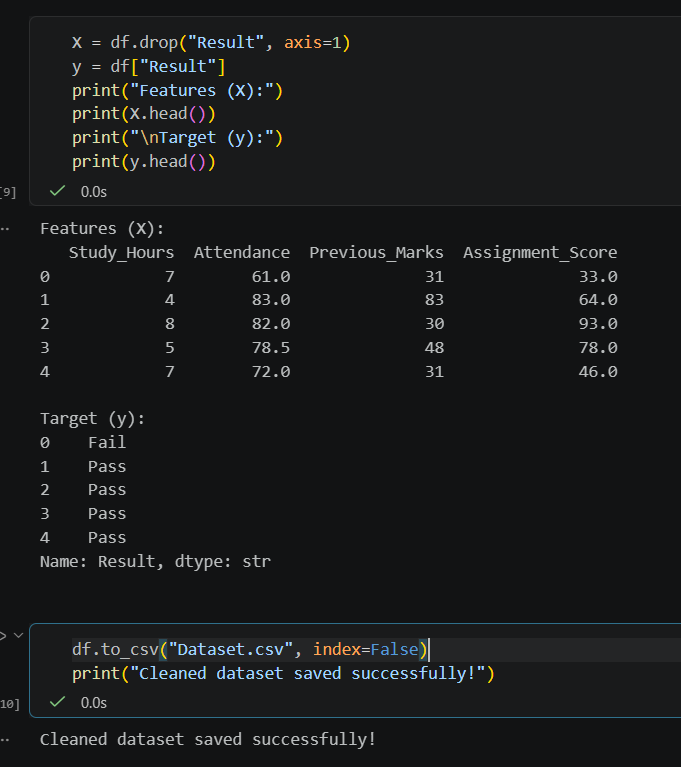 X = df.drop("Result", axis=1)
y = df["Result"]
print("Features (X):")
print(X.head())
print("\nTarget (y):")
print(y.head())
9]
0.0s
Features (X):
Study_Hours Attendance Previous_Marks Assignment_Score
0 7 61.0 31 33.0
1 4 83.0 83 64.0
2 8 82.0 30 93.0
3 5 78.5 48 78.0
4 7 72.0 31 46.0
Target (y):
0 Fail
1 Pass
2 Pass
3 Pass
4 Pass
Name: Result, dtype: str
df.to_csv("Dataset.csv", index=False)
print("Cleaned dataset saved successfully!")
10]
0.0s
Cleaned dataset saved successfully!